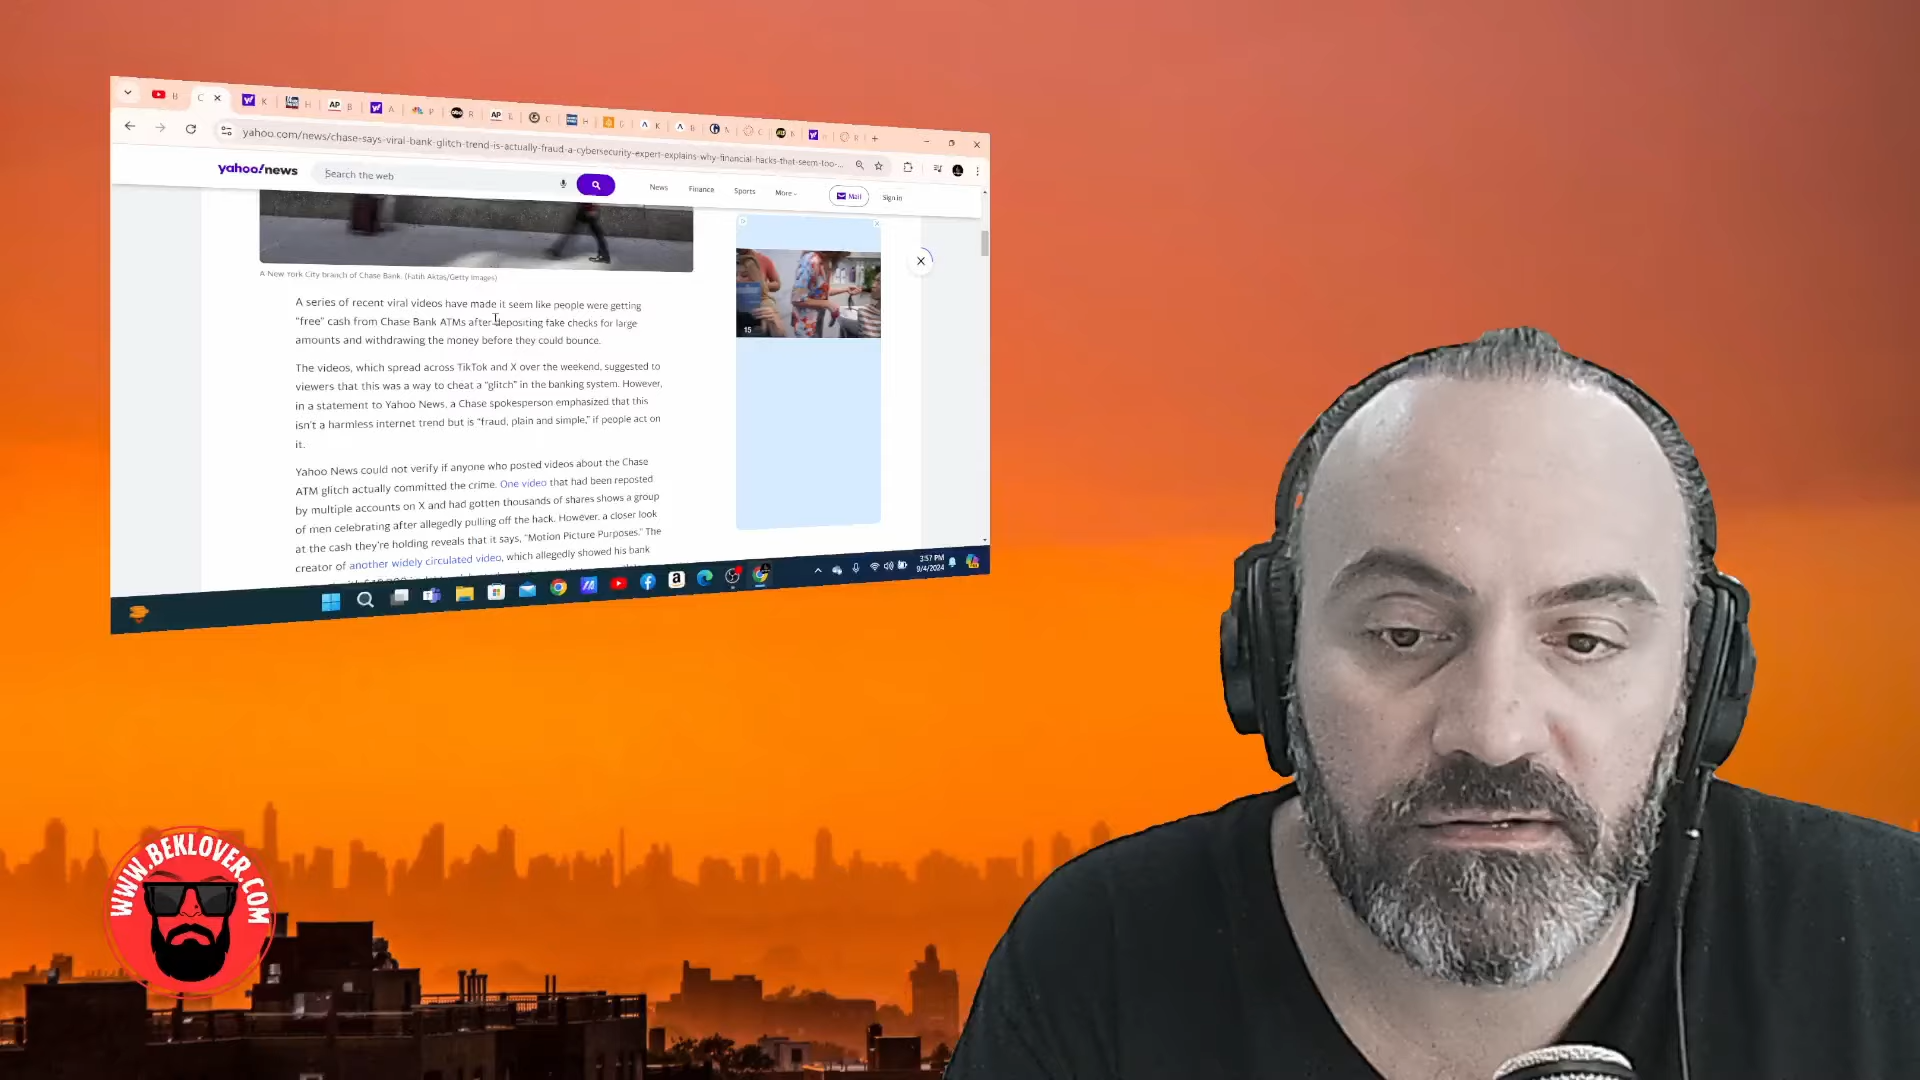 yahoo.com/news/chase-says-viral-bank-glitch-trend-is-actually-fraud-a-cybersecurity-expert-explains-why-financial-hacks-that-seem-too-...
yahoo!news
Search the web
News
Finance
Sports
More
Mail
Sign in
A New York City branch of Chase Bank. (Fatih Aktas/Getty Images)
A series of recent viral videos have made it seem like people were getting
“free” cash from Chase Bank ATMs after depositing fake checks for large
amounts and withdrawing the money before they could bounce.
The videos, which spread across TikTok and X over the weekend, suggested to
viewers that this was a way to cheat a “glitch” in the banking system. However,
in a statement to Yahoo News, a Chase spokesperson emphasized that this
isn’t a harmless internet trend but is “fraud, plain and simple,” if people act on
it.
Yahoo News could not verify if anyone who posted videos about the Chase
ATM glitch actually committed the crime. One video that had been reposted
by multiple accounts on X and had gotten thousands of shares shows a group
of men celebrating after allegedly pulling off the hack. However, a closer look
at the cash they’re holding reveals that it says, “Motion Picture Purposes.” The
creator of another widely circulated video, which allegedly showed his bank
15
3:57 PM
9/4/2024
WWW.BEKLOVER.COM